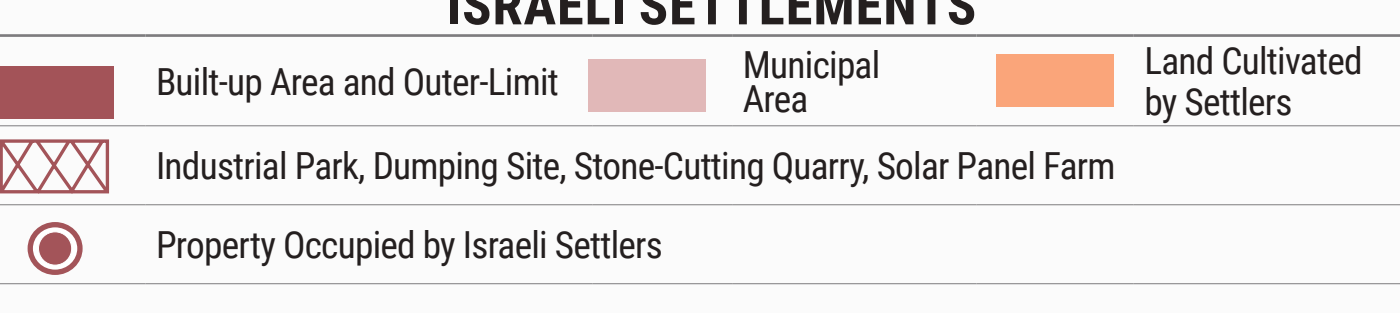 ISRAELI SETTLEMENTS
Built-up Area and Outer-Limit
Municipal
Area
Land Cultivated
by Settlers
Industrial Park, Dumping Site, Stone-Cutting Quarry, Solar Panel Farm
Property Occupied by Israeli Settlers